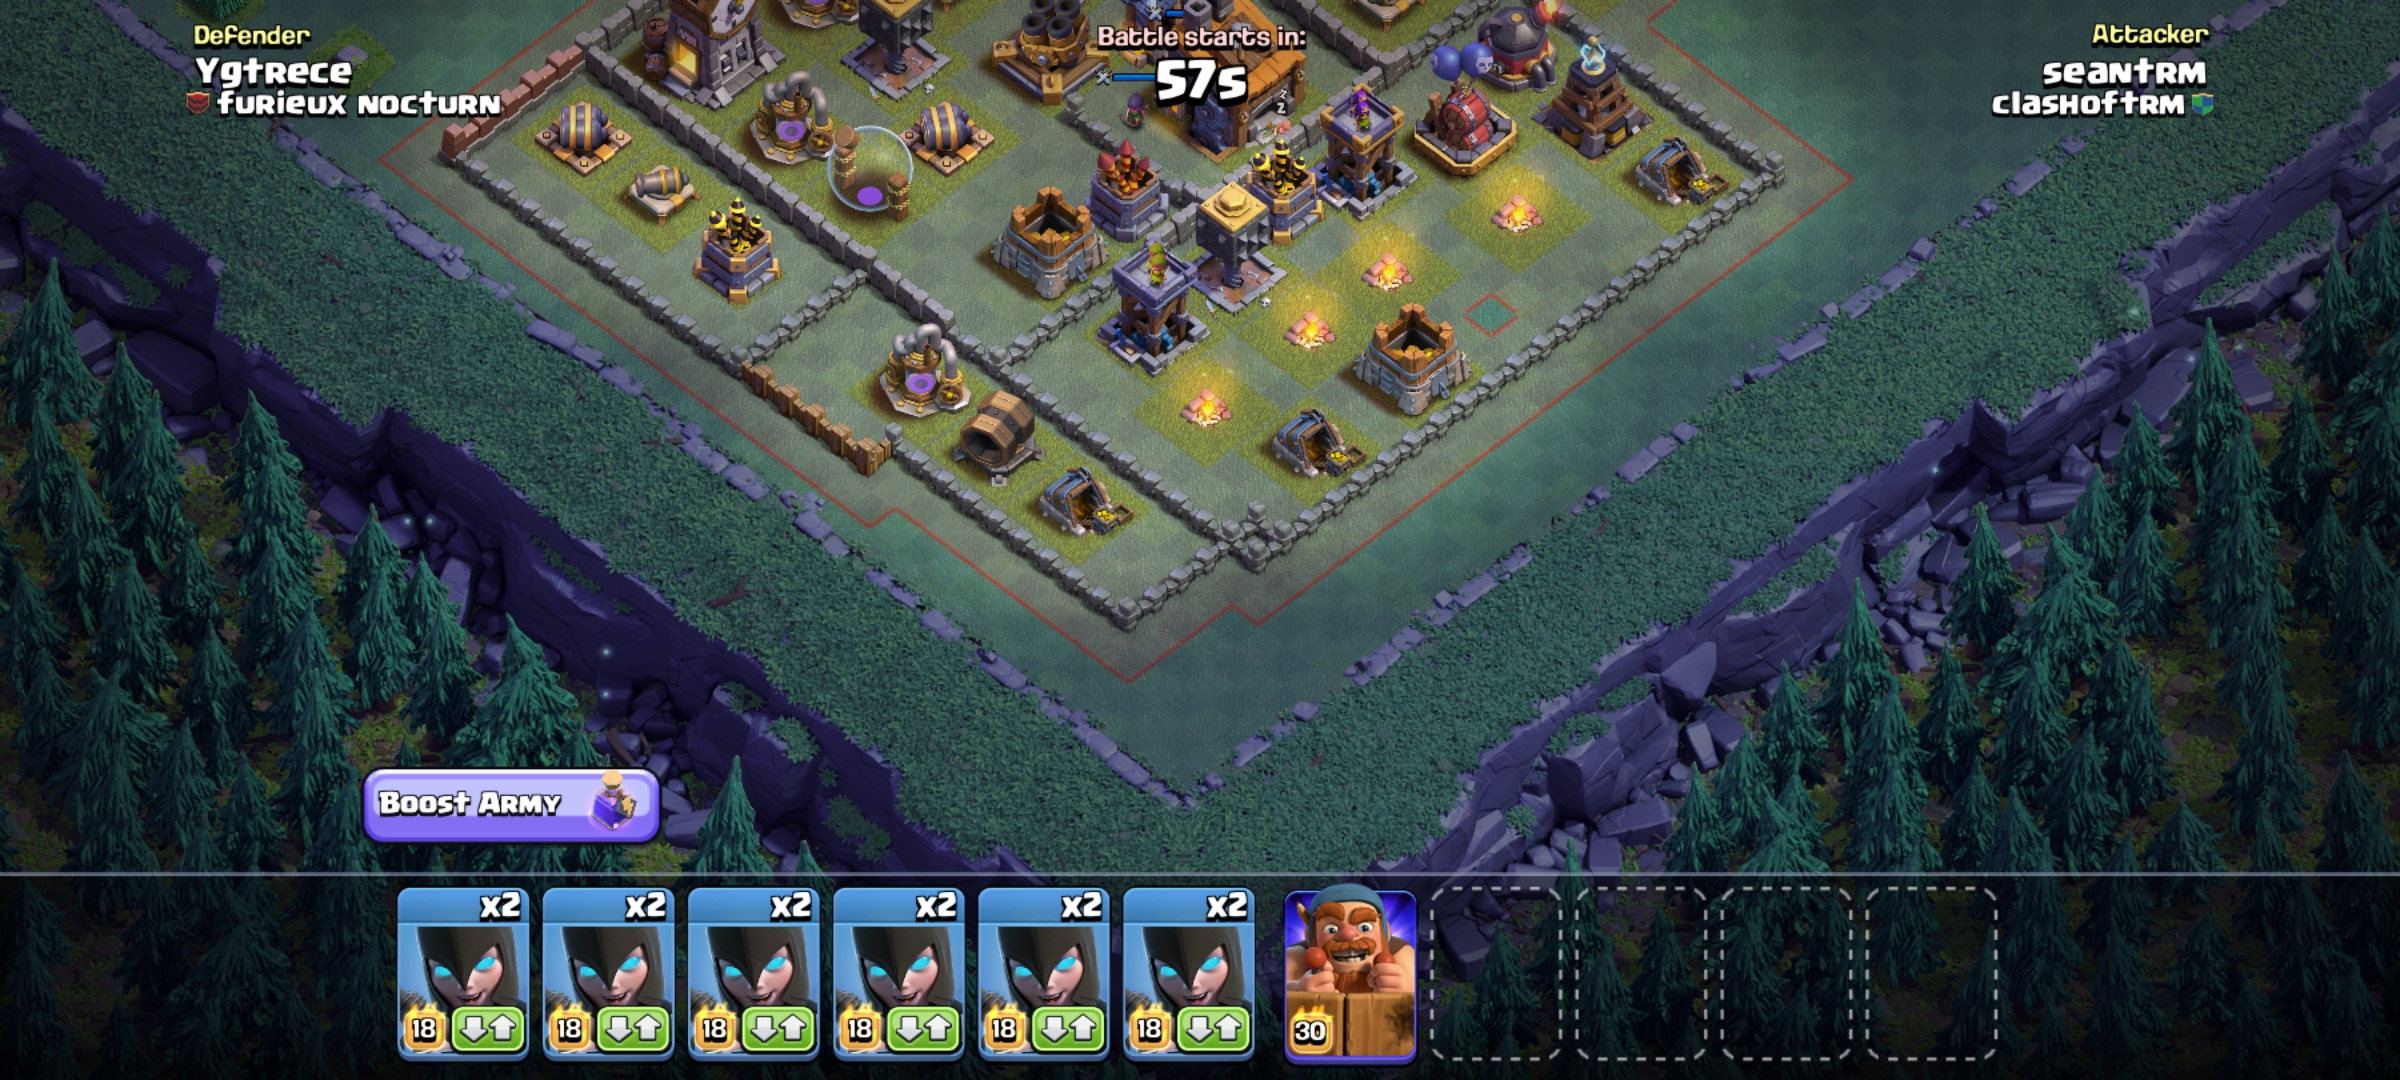 Defender
Ygtrece
furieux nocturn
Battle starts in:
57s
Attacker
seantrm
clashoftrm
Boost Army
x2
x2
x2
x2
x2
x2
18
18
18
18
18
18
30